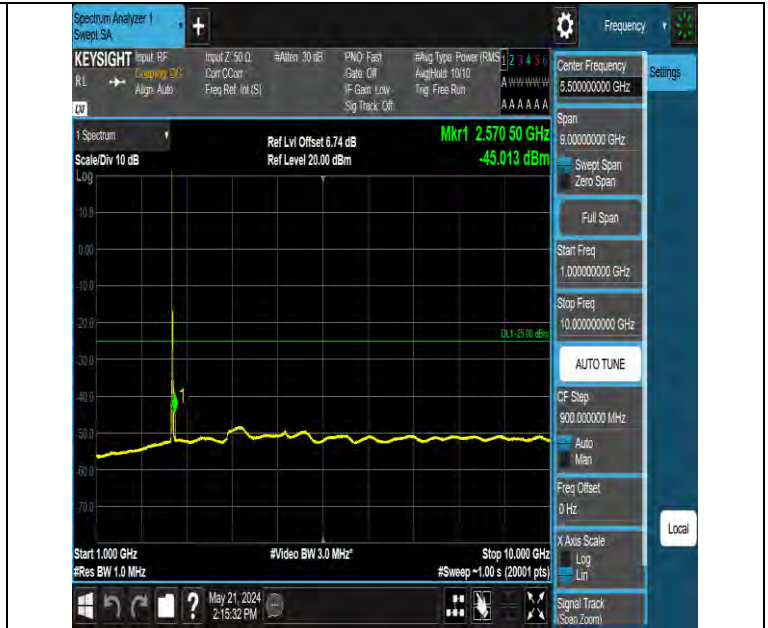 Spectrum Analyzer 1
Swept SA
+
Frequency
KEYSIGHT
RL
LXI
Input: RF
Coupling: DC
Align: Auto
Input Z: 50 Ω
Corr CCorr
Freq Ref: Int (S)
#Atten: 30 dB
PNO: Fast
Gate: Off
IF Gain: Low
Sig Track: Off
#Avg Type: Power (RMS
Avg|Hold: 10/10
Trig: Free Run
1 2 3 4 5 6
A W W W W W
A A A A A A
Center Frequency
5.500000000 GHz
Settings
1 Spectrum
Scale/Div 10 dB
Ref Lvl Offset 6.74 dB
Ref Level 20.00 dBm
Mkr1 2.570 50 GHz
-45.013 dBm
Span
9.00000000 GHz
Swept Span
Zero Span
Full Span
Start Freq
1.000000000 GHz
Stop Freq
10.000000000 GHz
AUTO TUNE
CF Step
900.000000 MHz
Auto
Man
Freq Offset
0 Hz
X Axis Scale
Log
Lin
Signal Track
(Span Zoom)
Local
Log
10.0
0.00
-10.0
-20.0
-30.0
-40.0
-50.0
-60.0
-70.0
DL1 -25.00 dBm
1
Start 1.000 GHz
#Res BW 1.0 MHz
#Video BW 3.0 MHz*
Stop 10.000 GHz
#Sweep ~1.00 s (20001 pts)
?
May 21, 2024
2:15:32 PM